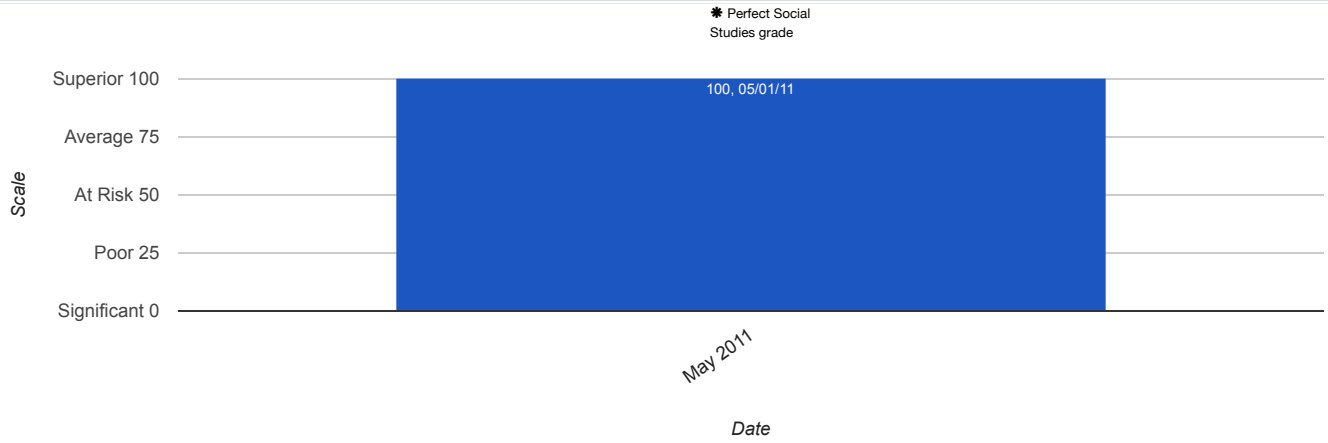 ✱ Perfect Social
Studies grade
Superior 100
100, 05/01/11
Average 75
At Risk 50
Poor 25
Significant 0
Scale
May 2011
Date